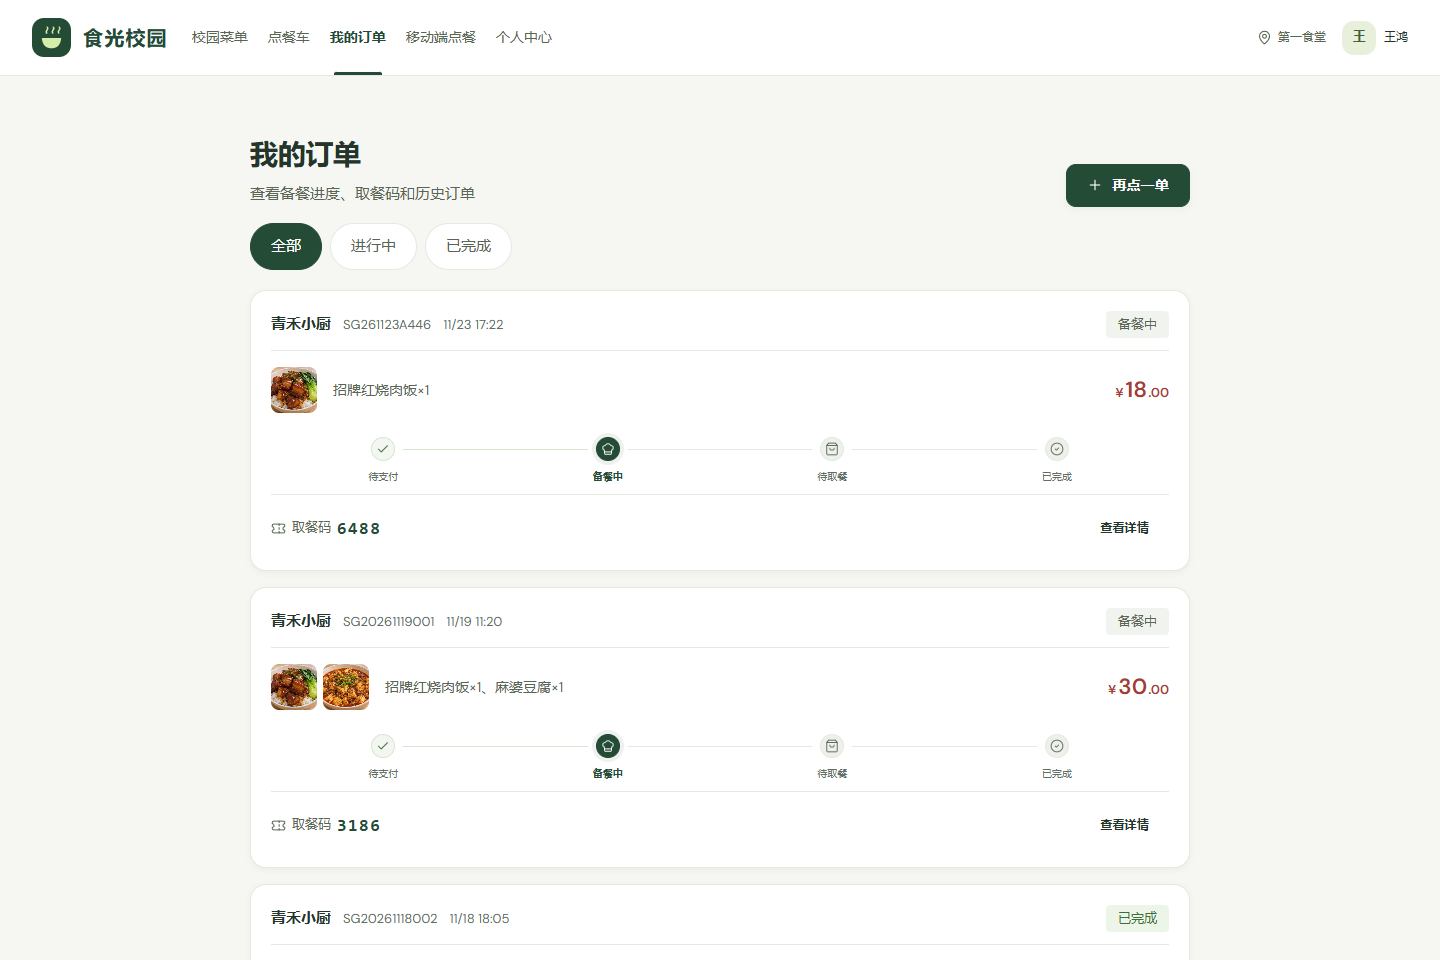 食光校园
校园菜单 点餐车 我的订单 移动端点餐 个人中心
第一食堂 王 王鸿
我的订单
查看备餐进度、取餐码和历史订单
再点一单
全部 进行中 已完成
青禾小厨 SG261123A446 11/23 17:22 备餐中
招牌红烧肉饭×1 ¥18.00
待支付 备餐中 待取餐 已完成
取餐码 6488 查看详情
青禾小厨 SG20261119001 11/19 11:20 备餐中
招牌红烧肉饭×1、麻婆豆腐×1 ¥30.00
待支付 备餐中 待取餐 已完成
取餐码 3186 查看详情
青禾小厨 SG20261118002 11/18 18:05 已完成